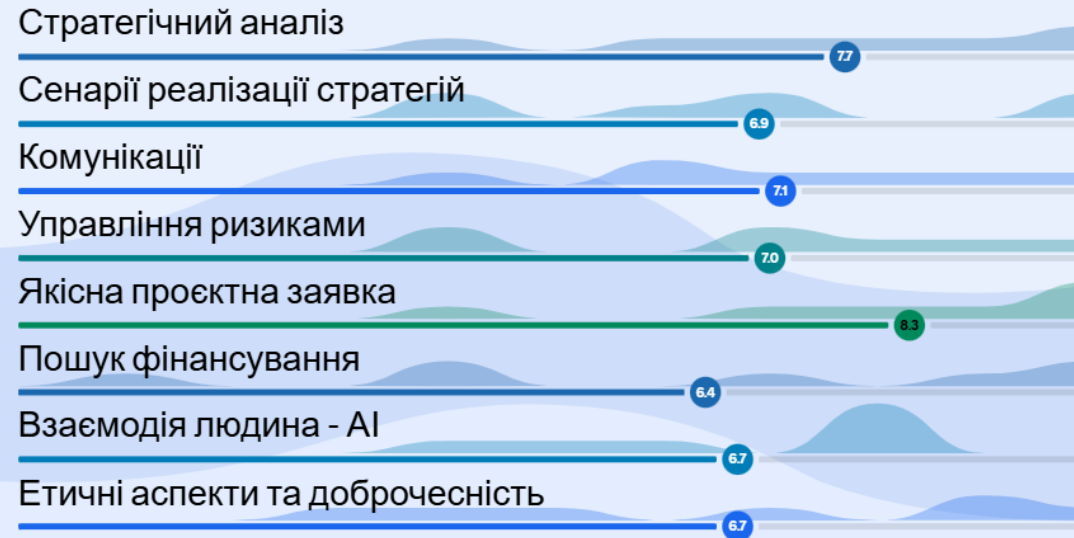 Стратегічний аналіз
7.7
Сенарії реалізації стратегій
6.9
Комунікації
7.1
Управління ризиками
7.0
Якісна проєктна заявка
8.3
Пошук фінансування
6.4
Взаємодія людина - АІ
6.7
Етичні аспекти та доброчесність
6.7